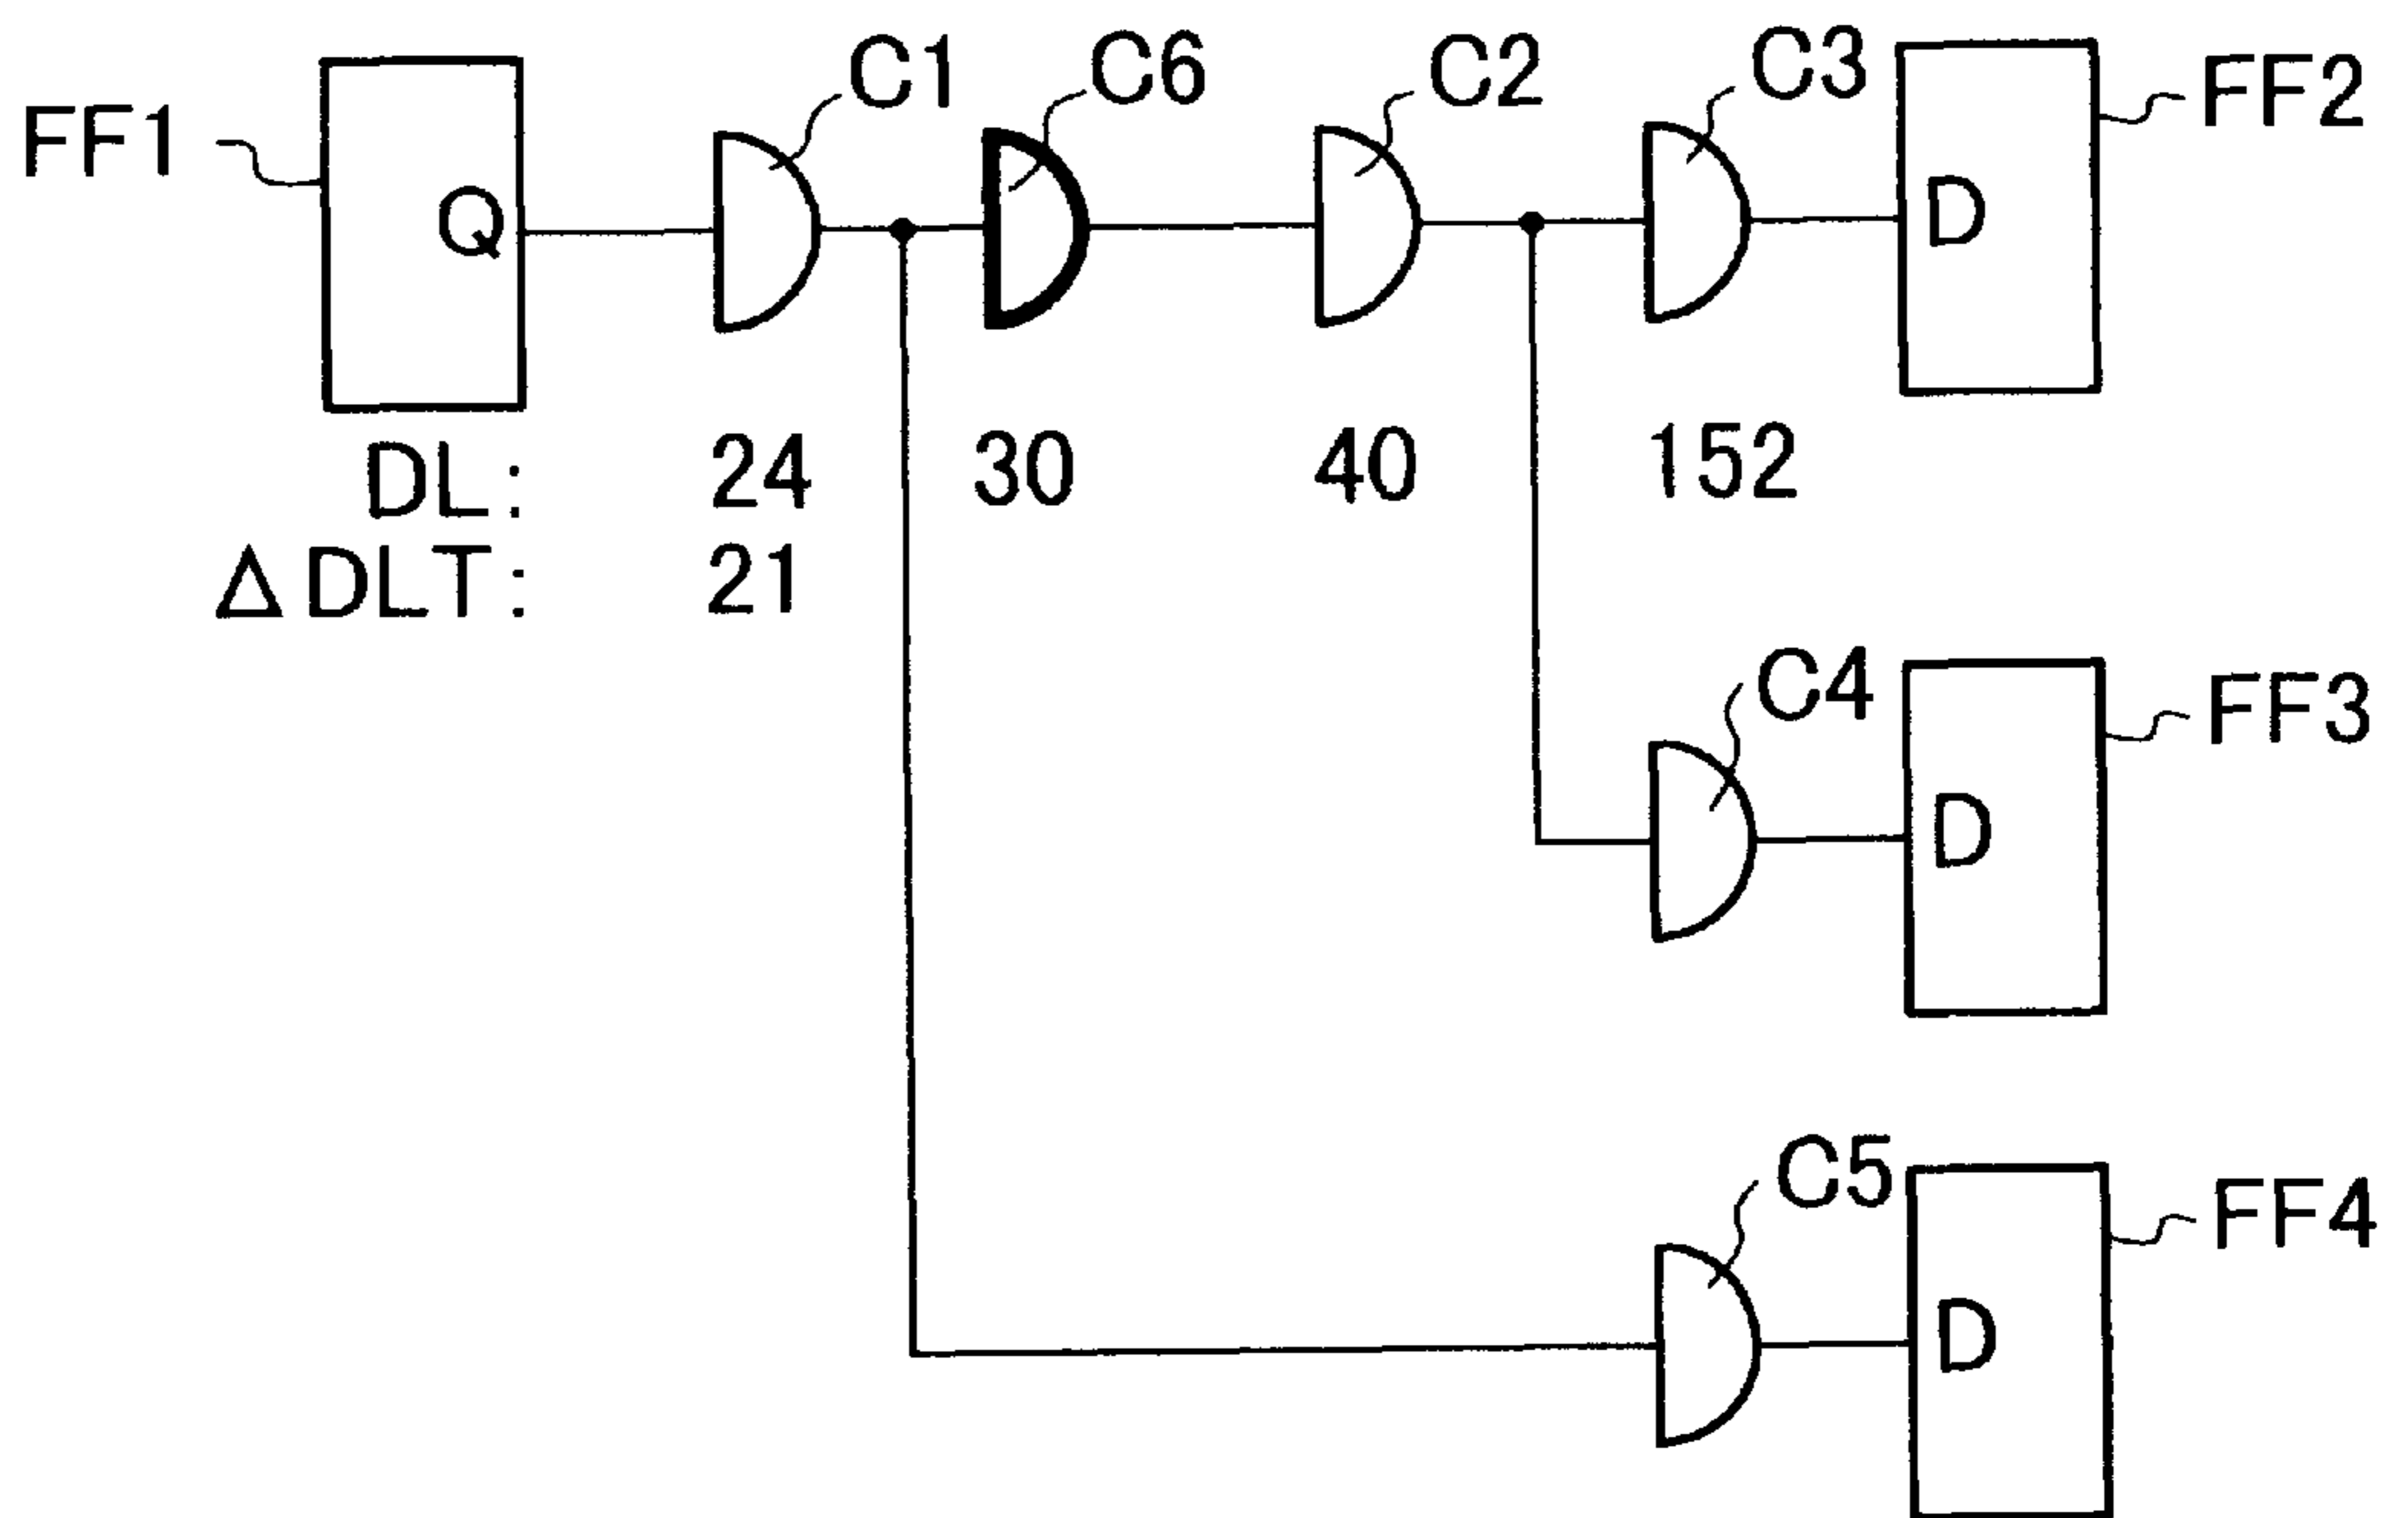 C1 C6 C2 C3
FF1 FF2
Q D
DL: 24 30 40 152
ΔDLT: 21
C4
FF3
D
C5
FF4
D